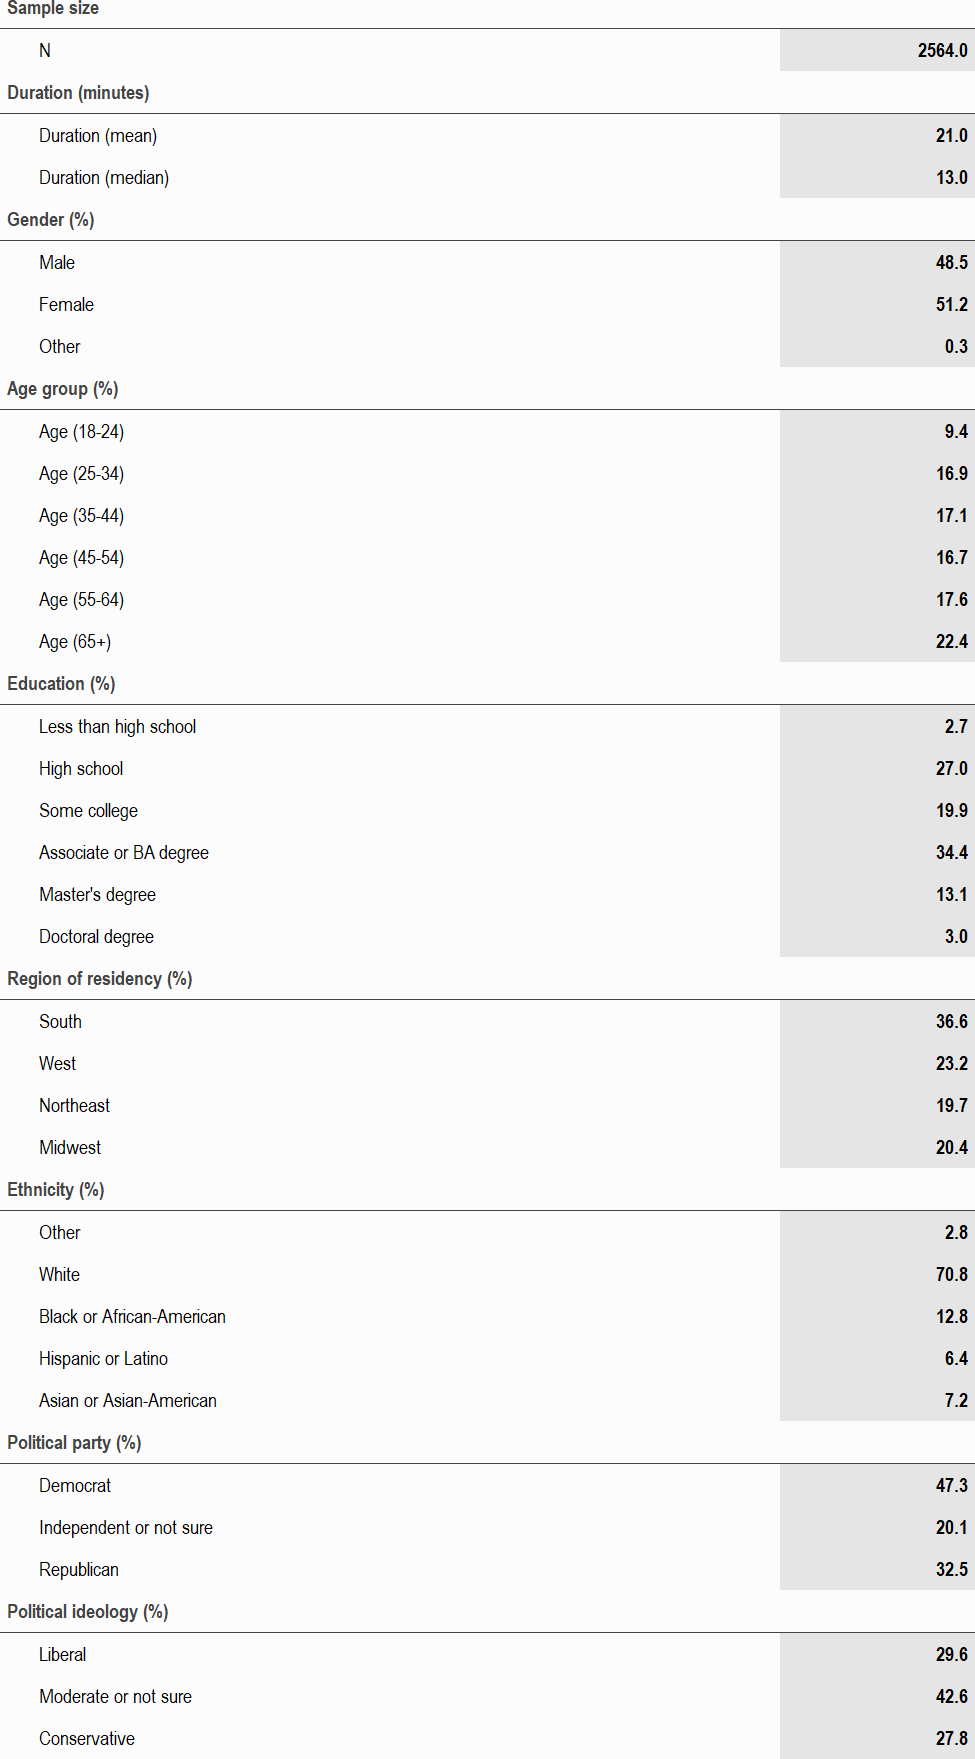 Sample size
N 2564.0
Duration (minutes)
Duration (mean) 21.0
Duration (median) 13.0
Gender (%)
Male 48.5
Female 51.2
Other 0.3
Age group (%)
Age (18-24) 9.4
Age (25-34) 16.9
Age (35-44) 17.1
Age (45-54) 16.7
Age (55-64) 17.6
Age (65+) 22.4
Education (%)
Less than high school 2.7
High school 27.0
Some college 19.9
Associate or BA degree 34.4
Master's degree 13.1
Doctoral degree 3.0
Region of residency (%)
South 36.6
West 23.2
Northeast 19.7
Midwest 20.4
Ethnicity (%)
Other 2.8
White 70.8
Black or African-American 12.8
Hispanic or Latino 6.4
Asian or Asian-American 7.2
Political party (%)
Democrat 47.3
Independent or not sure 20.1
Republican 32.5
Political ideology (%)
Liberal 29.6
Moderate or not sure 42.6
Conservative 27.8